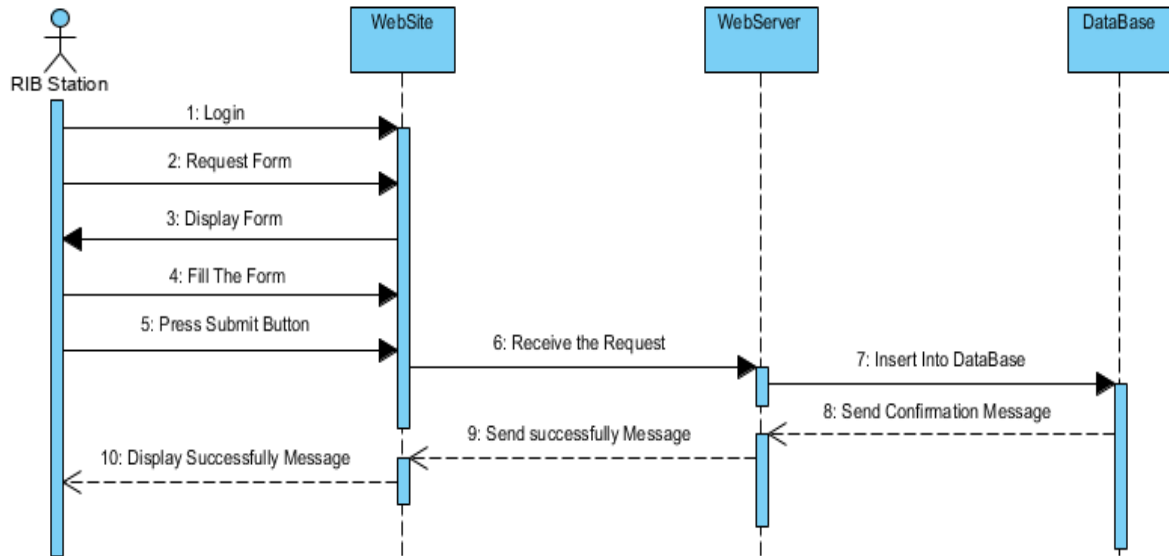 WebSite
WebServer
DataBase
RIB Station
1: Login
2: Request Form
3: Display Form
4: Fill The Form
5: Press Submit Button
6: Receive the Request
7: Insert Into DataBase
8: Send Confirmation Message
9: Send successfully Message
10: Display Successfully Message